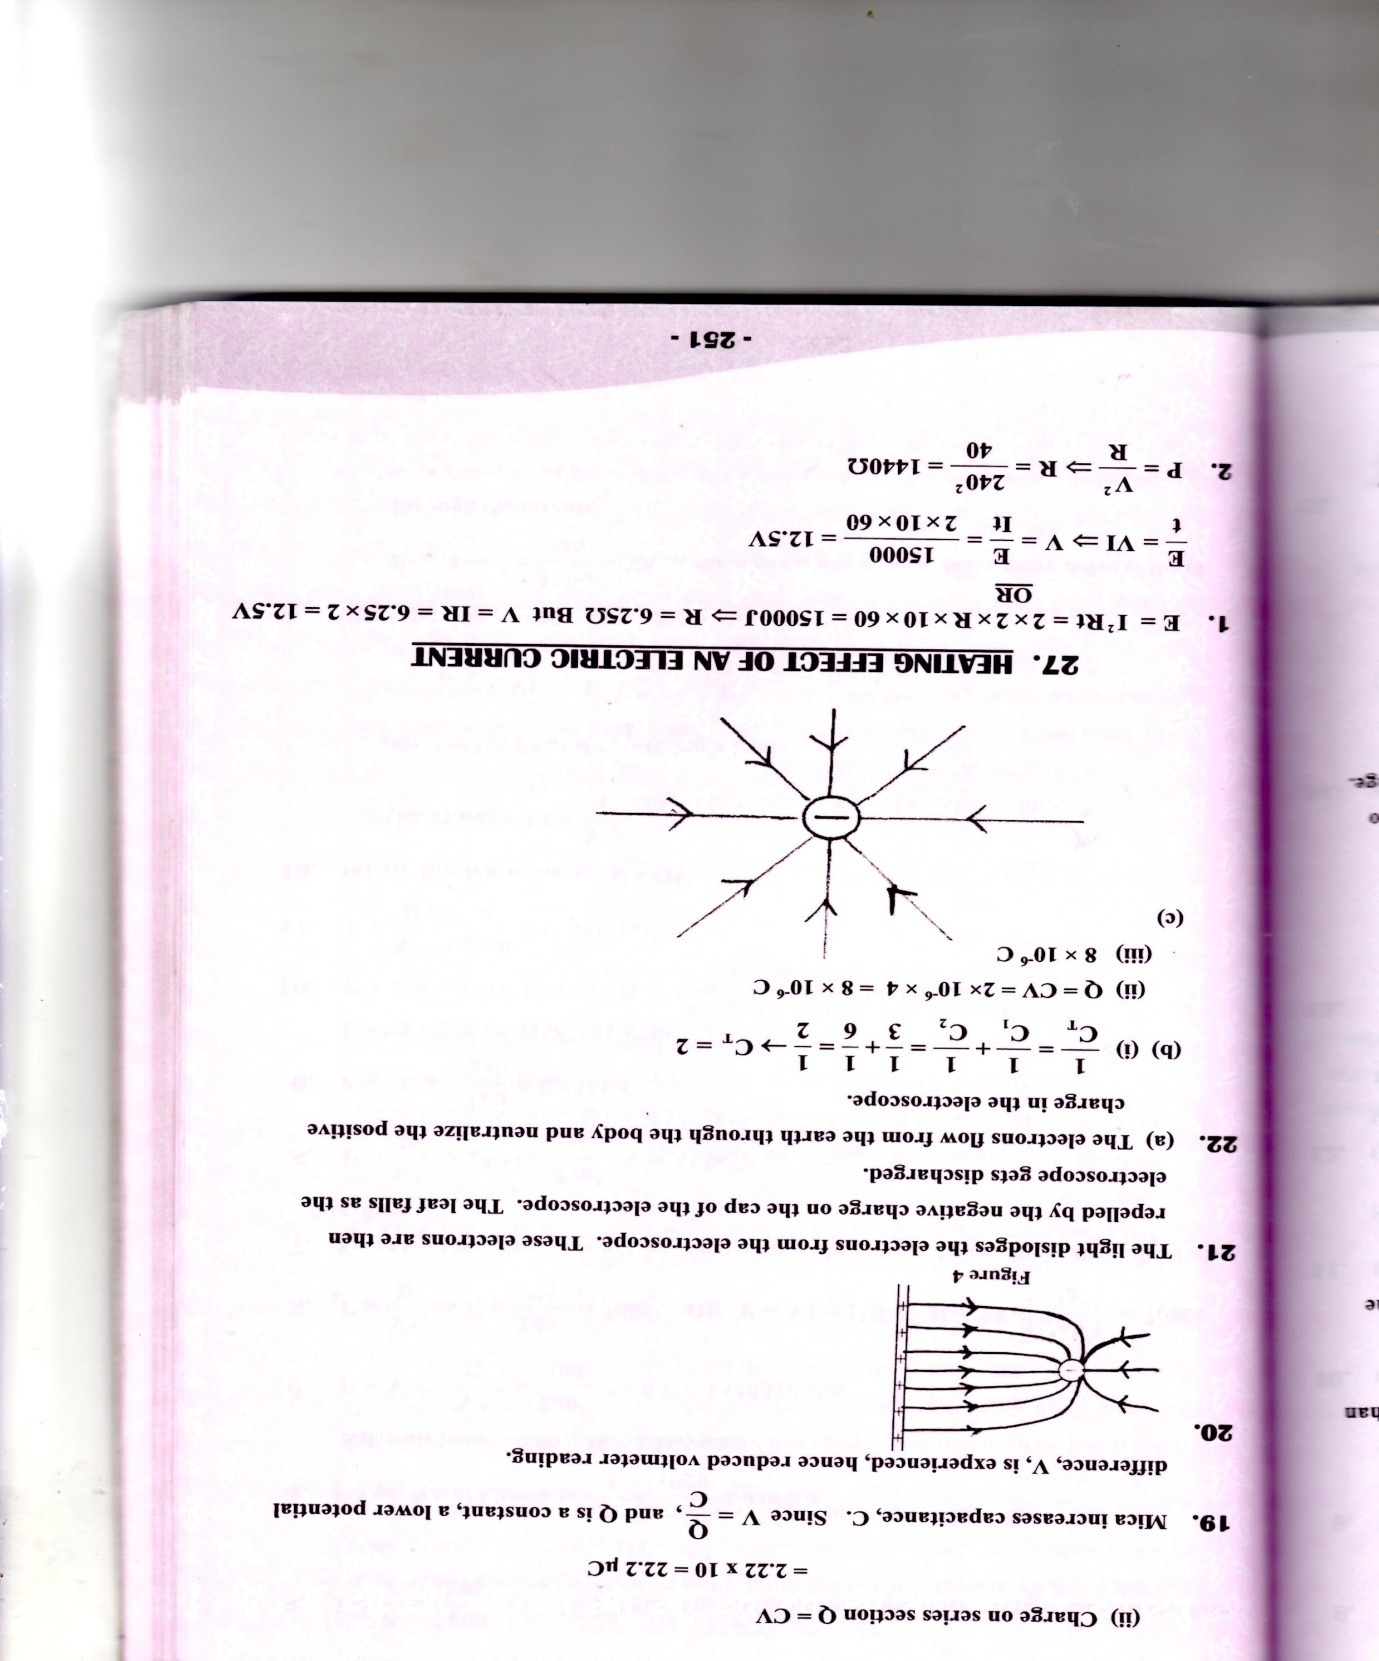 (ii) Charge on series section Q = CV
= 2.22 x 10 = 22.2 µC
19. Mica increases capacitance, C. Since V = Q/C, and Q is a constant, a lower potential
difference, V, is experienced, hence reduced voltmeter reading.
20.
Figure 4
21. The light dislodges the electrons from the electroscope. These electrons are then
repelled by the negative charge on the cap of the electroscope. The leaf falls as the
electroscope gets discharged.
22. (a) The electrons flow from the earth through the body and neutralize the positive
charge in the electroscope.
(b) (i) 1/C_T = 1/C₁ + 1/C₂ = 1/3 + 1/6 = 1/2 → C_T = 2
(ii) Q = CV = 2× 10⁻⁶ × 4 = 8 × 10⁻⁶ C
(iii) 8 × 10⁻⁶ C
(c)
27. HEATING EFFECT OF AN ELECTRIC CURRENT
1. E = I²Rt = 2×2×R×10×60 = 15000J ⇒ R = 6.25Ω But V = IR = 6.25×2 = 12.5V
OR
E/t = VI ⇒ V = E/It = 15000/2×10×60 = 12.5V
2. P = V²/R ⇒ R = 240²/40 = 1440Ω
- 251 -
han